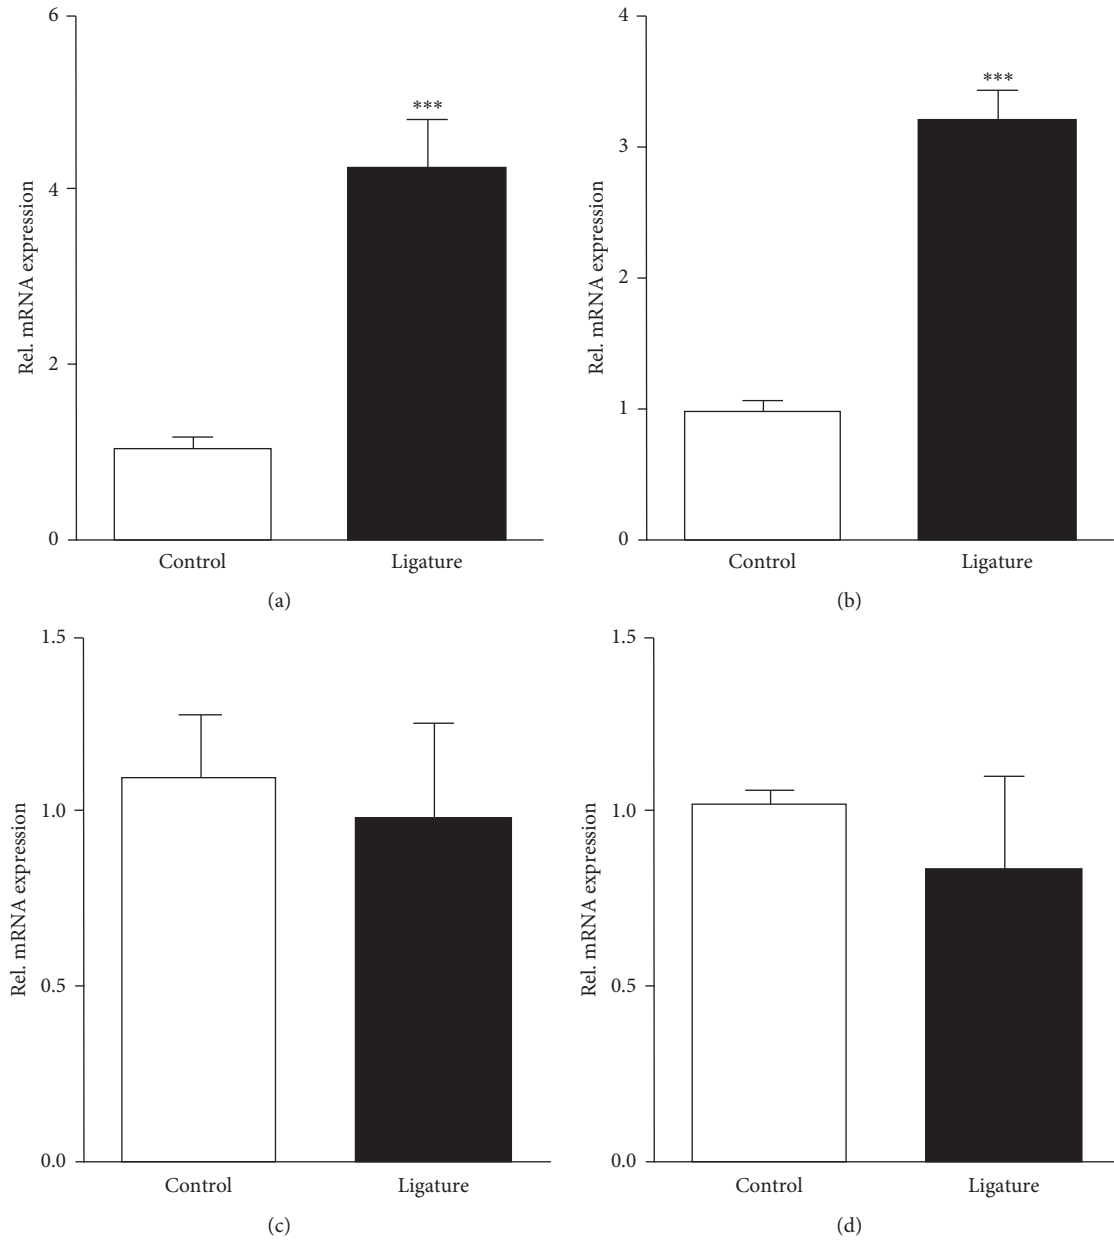 6
4
2
0
Rel. mRNA expression
***
Control
Ligature
(a)
4
3
2
1
0
Rel. mRNA expression
***
Control
Ligature
(b)
1.5
1.0
0.5
0.0
Rel. mRNA expression
Control
Ligature
(c)
1.5
1.0
0.5
0.0
Rel. mRNA expression
Control
Ligature
(d)